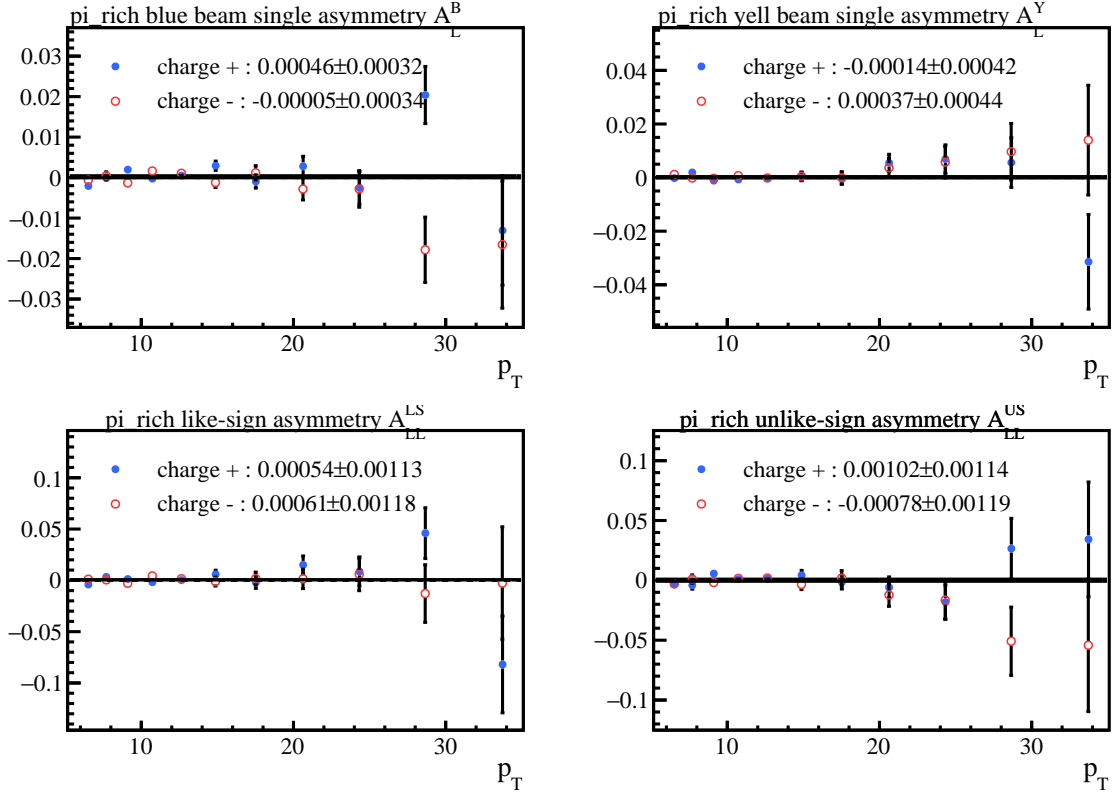 pi_rich blue beam single asymmetry A_L^B
charge + : 0.00046±0.00032
charge - : -0.00005±0.00034
0.03
0.02
0.01
0
−0.01
−0.02
−0.03
10 20 30
p_T
pi_rich yell beam single asymmetry A_L^Y
charge + : -0.00014±0.00042
charge - : 0.00037±0.00044
0.04
0.02
0
−0.02
−0.04
10 20 30
p_T
pi_rich like-sign asymmetry A_LL^LS
charge + : 0.00054±0.00113
charge - : 0.00061±0.00118
0.1
0.05
0
−0.05
−0.1
10 20 30
p_T
pi_rich unlike-sign asymmetry A_LL^US
charge + : 0.00102±0.00114
charge - : -0.00078±0.00119
0.1
0.05
0
−0.05
−0.1
10 20 30
p_T